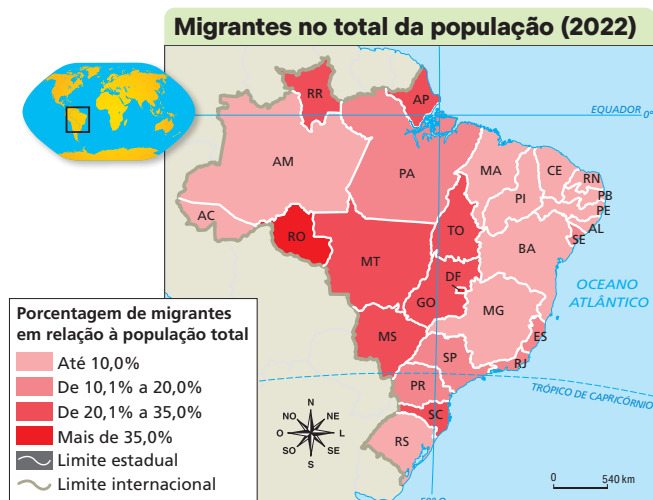 Migrantes no total da população (2022)
RR
AP
EQUADOR 0°
AM
PA
MA
CE
RN
PB
PE
AL
SE
PI
AC
RO
TO
BA
MT
DF
GO
MG
OCEANO
ATLÂNTICO
MS
ES
SP
RJ
PR
TRÓPICO DE CAPRICÓRNIO
SC
RS
Porcentagem de migrantes
em relação à população total
Até 10,0%
De 10,1% a 20,0%
De 20,1% a 35,0%
Mais de 35,0%
Limite estadual
Limite internacional
N
NO NE
O L
SO SE
S
0 540 km